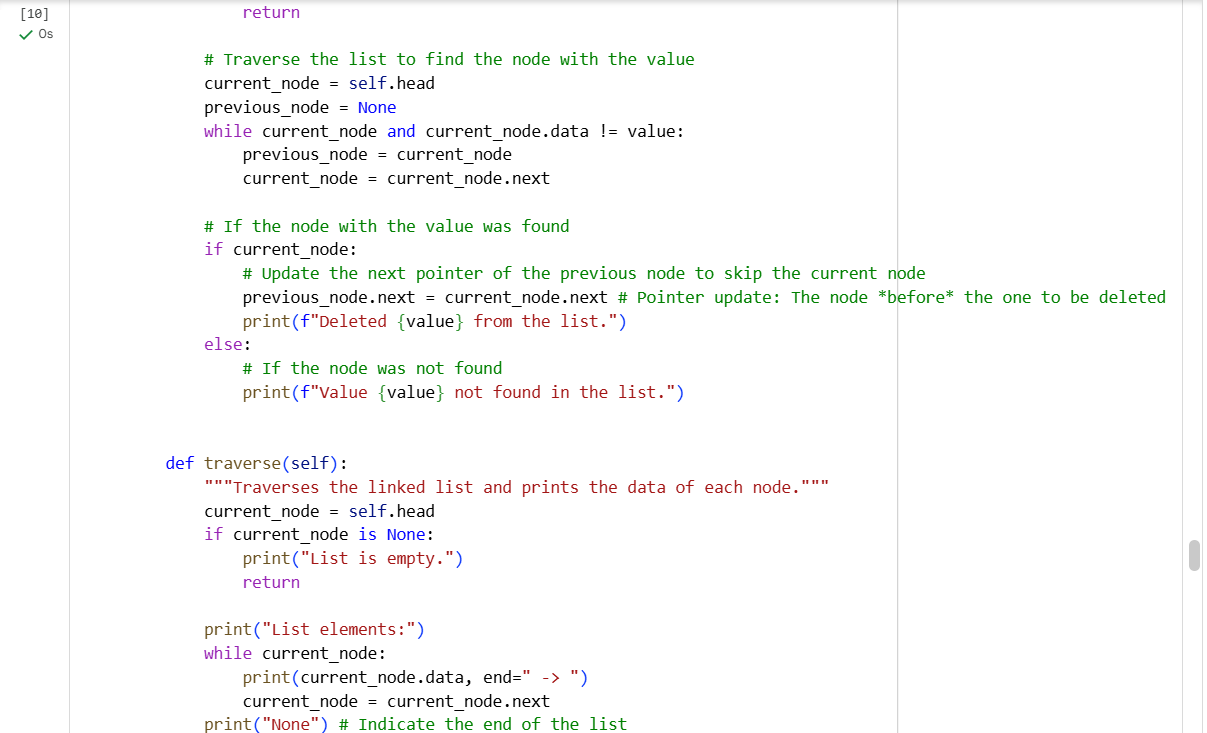 [10]
0s
return
# Traverse the list to find the node with the value
current_node = self.head
previous_node = None
while current_node and current_node.data != value:
    previous_node = current_node
    current_node = current_node.next
# If the node with the value was found
if current_node:
    # Update the next pointer of the previous node to skip the current node
    previous_node.next = current_node.next # Pointer update: The node *before* the one to be deleted
    print(f"Deleted {value} from the list.")
else:
    # If the node was not found
    print(f"Value {value} not found in the list.")
def traverse(self):
    """Traverses the linked list and prints the data of each node."""
    current_node = self.head
    if current_node is None:
        print("List is empty.")
        return
    print("List elements:")
    while current_node:
        print(current_node.data, end=" -> ")
        current_node = current_node.next
    print("None") # Indicate the end of the list